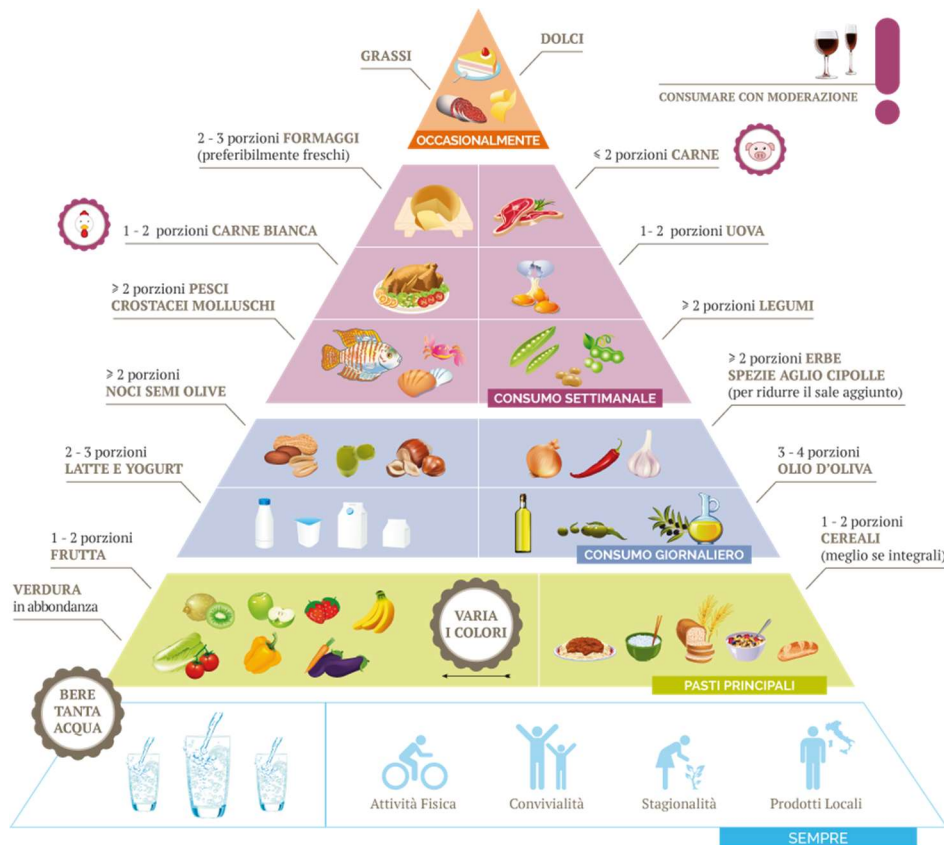 GRASSI
DOLCI
CONSUMARE CON MODERAZIONE
OCCASIONALMENTE
2 - 3 porzioni FORMAGGI
(preferibilmente freschi)
≤ 2 porzioni CARNE
1 - 2 porzioni CARNE BIANCA
1 - 2 porzioni UOVA
≥ 2 porzioni PESCI
CROSTACEI MOLLUSCHI
≥ 2 porzioni LEGUMI
CONSUMO SETTIMANALE
≥ 2 porzioni
NOCI SEMI OLIVE
≥ 2 porzioni ERBE
SPEZIE AGLIO CIPOLLE
(per ridurre il sale aggiunto)
2 - 3 porzioni
LATTE E YOGURT
3 - 4 porzioni
OLIO D'OLIVA
CONSUMO GIORNALIERO
1 - 2 porzioni
FRUTTA
1 - 2 porzioni
CEREALI
(meglio se integrali)
VERDURA
in abbondanza
VARIA
I COLORI
PASTI PRINCIPALI
BERE
TANTA
ACQUA
Attività Fisica
Convivialità
Stagionalità
Prodotti Locali
SEMPRE